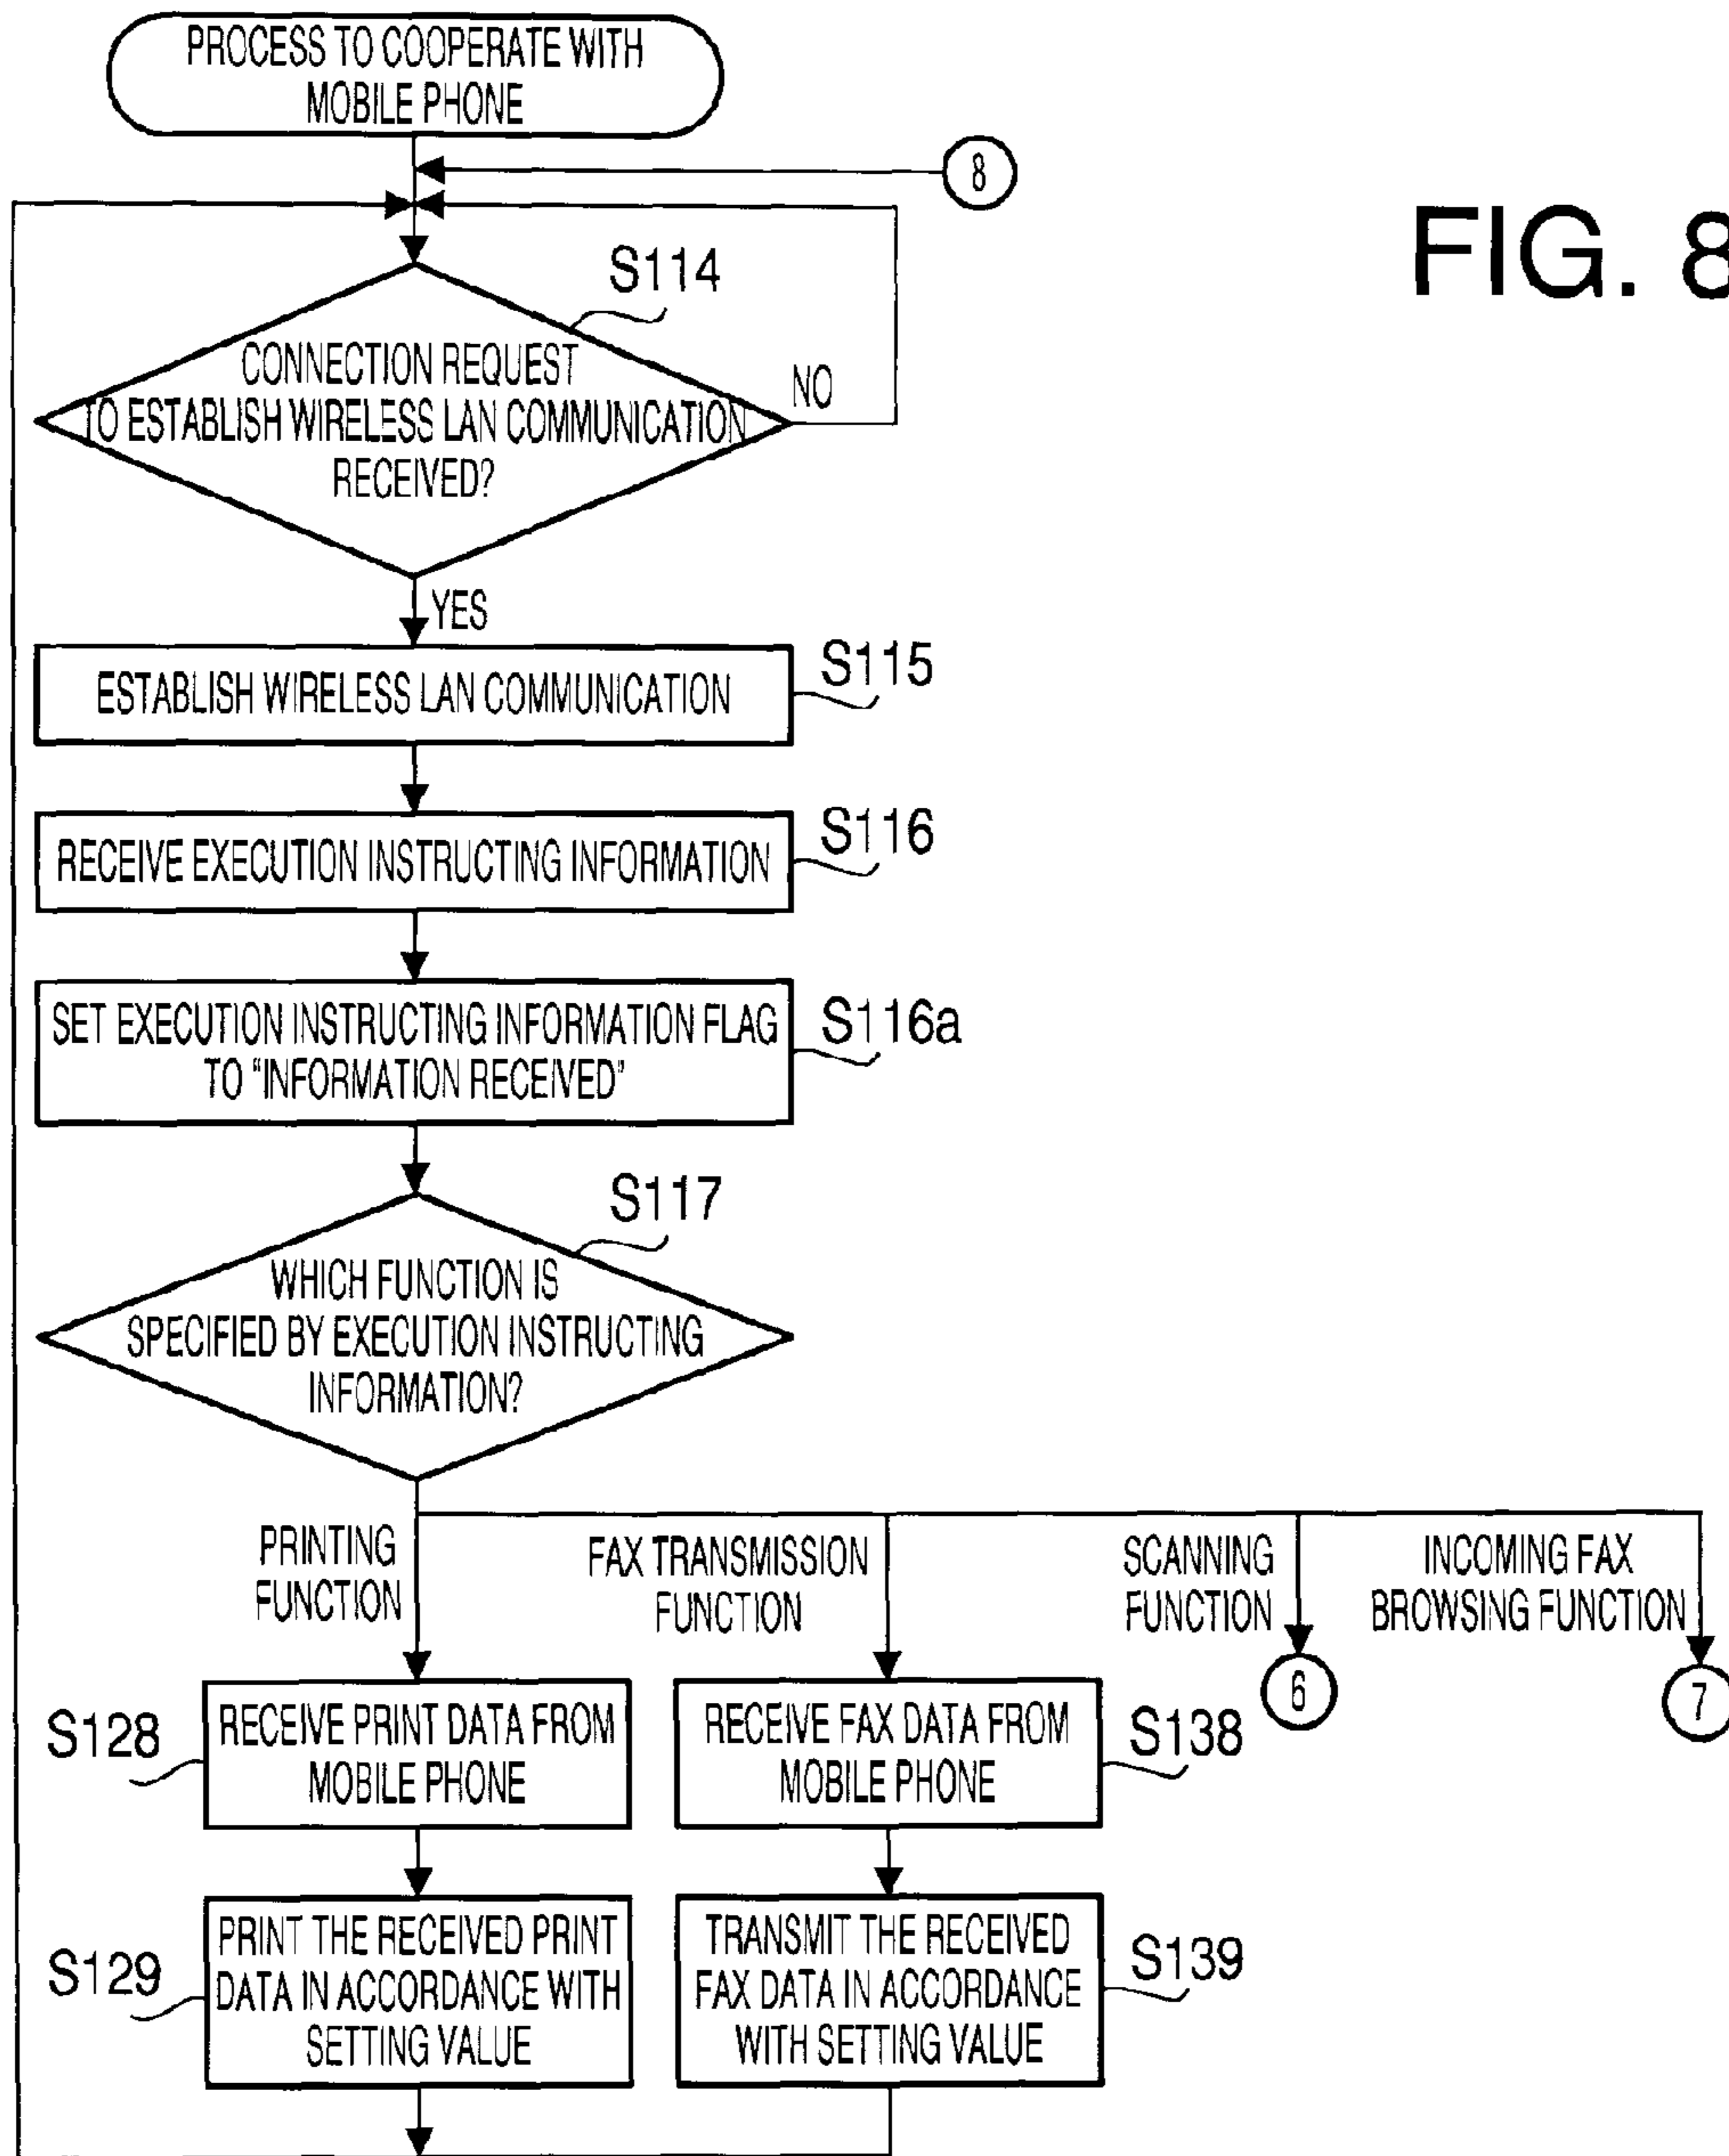 PROCESS TO COOPERATE WITH
MOBILE PHONE
8
FIG. 8
S114
CONNECTION REQUEST
TO ESTABLISH WIRELESS LAN COMMUNICATION
RECEIVED?
NO
YES
ESTABLISH WIRELESS LAN COMMUNICATION
S115
RECEIVE EXECUTION INSTRUCTING INFORMATION
S116
SET EXECUTION INSTRUCTING INFORMATION FLAG
TO "INFORMATION RECEIVED"
S116a
S117
WHICH FUNCTION IS
SPECIFIED BY EXECUTION INSTRUCTING
INFORMATION?
PRINTING
FUNCTION
FAX TRANSMISSION
FUNCTION
SCANNING
FUNCTION
INCOMING FAX
BROWSING FUNCTION
6
7
S128
RECEIVE PRINT DATA FROM
MOBILE PHONE
RECEIVE FAX DATA FROM
MOBILE PHONE
S138
S129
PRINT THE RECEIVED PRINT
DATA IN ACCORDANCE WITH
SETTING VALUE
TRANSMIT THE RECEIVED
FAX DATA IN ACCORDANCE
WITH SETTING VALUE
S139